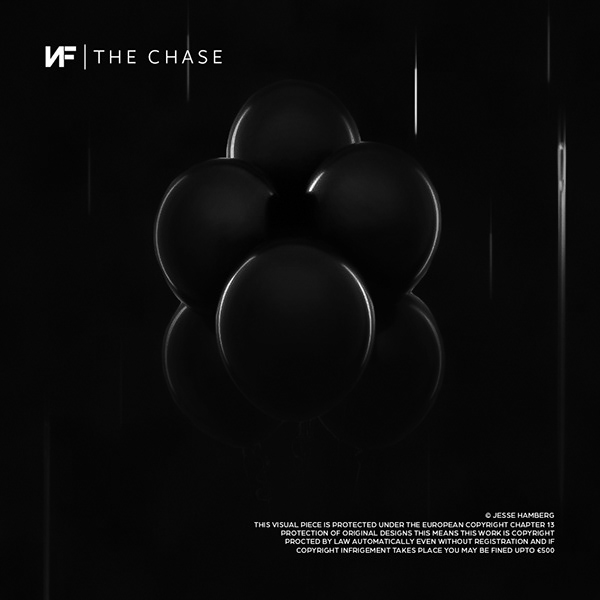 NF | THE CHASE
© JESSE HAMBERG
THIS VISUAL PIECE IS PROTECTED UNDER THE EUROPEAN COPYRIGHT CHAPTER 13
PROTECTION OF ORIGINAL DESIGNS THIS MEANS THIS WORK IS COPYRIGHT
PROCTED BY LAW AUTOMATICALLY EVEN WITHOUT REGISTRATION AND IF
COPYRIGHT INFRIGEMENT TAKES PLACE YOU MAY BE FINED UPTO €500